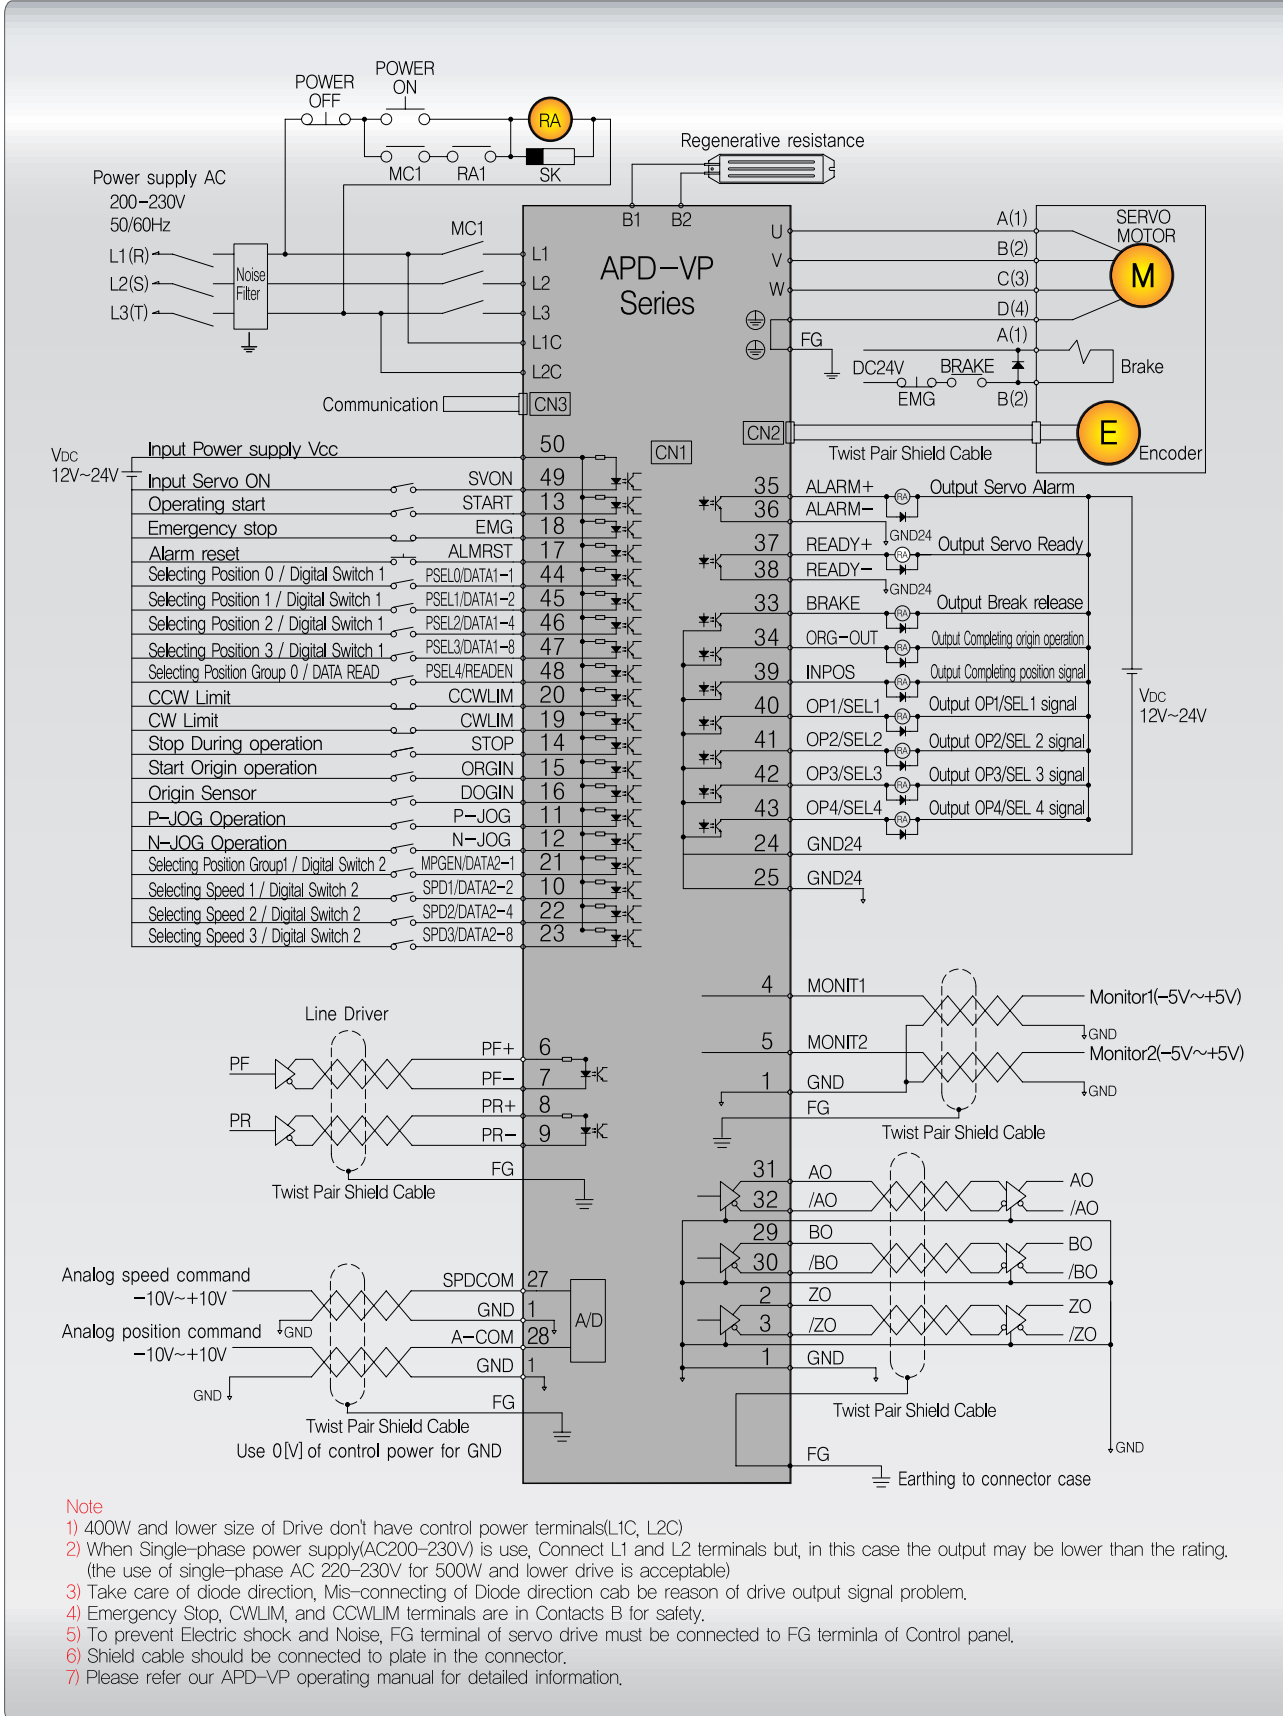 POWER OFF
POWER ON
RA
MC1
RA1
SK
Regenerative resistance
Power supply AC
200-230V
50/60Hz
L1(R)
L2(S)
L3(T)
Noise Filter
MC1
L1
L2
L3
L1C
L2C
B1
B2
APD-VP
Series
U
V
W
FG
A(1)
B(2)
C(3)
D(4)
SERVO MOTOR
M
A(1)
DC24V
BRAKE
EMG
B(2)
Brake
Communication
CN3
CN2
Twist Pair Shield Cable
E
Encoder
CN1
VDC
12V~24V
Input Power supply Vcc 50
Input Servo ON SVON 49
Operating start START 13
Emergency stop EMG 18
Alarm reset ALMRST 17
Selecting Position 0 / Digital Switch 1 PSEL0/DATA1-1 44
Selecting Position 1 / Digital Switch 1 PSEL1/DATA1-2 45
Selecting Position 2 / Digital Switch 1 PSEL2/DATA1-4 46
Selecting Position 3 / Digital Switch 1 PSEL3/DATA1-8 47
Selecting Position Group 0 / DATA READ PSEL4/READEN 48
CCW Limit CCWLIM 20
CW Limit CWLIM 19
Stop During operation STOP 14
Start Origin operation ORGIN 15
Origin Sensor DOGIN 16
P-JOG Operation P-JOG 11
N-JOG Operation N-JOG 12
Selecting Position Group1 / Digital Switch 2 MPGEN/DATA2-1 21
Selecting Speed 1 / Digital Switch 2 SPD1/DATA2-2 10
Selecting Speed 2 / Digital Switch 2 SPD2/DATA2-4 22
Selecting Speed 3 / Digital Switch 2 SPD3/DATA2-8 23
35 ALARM+ RA Output Servo Alarm
36 ALARM-
GND24
37 READY+ RA Output Servo Ready
38 READY-
GND24
33 BRAKE RA Output Break release
34 ORG-OUT RA Output Completing origin operation
39 INPOS RA Output Completing position signal
40 OP1/SEL1 RA Output OP1/SEL1 signal
41 OP2/SEL2 RA Output OP2/SEL 2 signal
42 OP3/SEL3 RA Output OP3/SEL 3 signal
43 OP4/SEL4 RA Output OP4/SEL 4 signal
24 GND24
25 GND24
VDC
12V~24V
Line Driver
PF
PF+ 6
PF- 7
PR
PR+ 8
PR- 9
FG
Twist Pair Shield Cable
4 MONIT1
Monitor1(-5V~+5V)
GND
5 MONIT2
Monitor2(-5V~+5V)
GND
1 GND
FG
Twist Pair Shield Cable
31 AO
32 /AO
AO
/AO
29 BO
30 /BO
BO
/BO
2 ZO
3 /ZO
ZO
/ZO
1 GND
Twist Pair Shield Cable
GND
FG
Earthing to connector case
Analog speed command
-10V~+10V
SPDCOM 27
GND 1
GND
Analog position command
-10V~+10V
A-COM 28
GND 1
GND
A/D
FG
Twist Pair Shield Cable
Use 0[V] of control power for GND
Note
1) 400W and lower size of Drive don't have control power terminals(L1C, L2C)
2) When Single-phase power supply(AC200-230V) is use, Connect L1 and L2 terminals but, in this case the output may be lower than the rating.
(the use of single-phase AC 220-230V for 500W and lower drive is acceptable)
3) Take care of diode direction, Mis-connecting of Diode direction cab be reason of drive output signal problem.
4) Emergency Stop, CWLIM, and CCWLIM terminals are in Contacts B for safety.
5) To prevent Electric shock and Noise, FG terminal of servo drive must be connected to FG terminla of Control panel.
6) Shield cable should be connected to plate in the connector.
7) Please refer our APD-VP operating manual for detailed information.